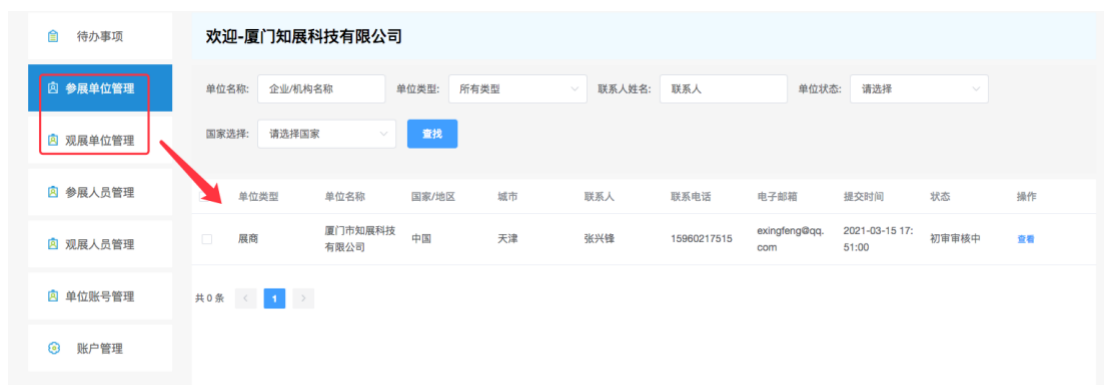 待办事项
参展单位管理
观展单位管理
参展人员管理
观展人员管理
单位账号管理
账户管理
欢迎-厦门知展科技有限公司
单位名称: 企业/机构名称 单位类型: 所有类型 联系人姓名: 联系人 单位状态: 请选择
国家选择: 请选择国家 查找
单位类型 单位名称 国家/地区 城市 联系人 联系电话 电子邮箱 提交时间 状态 操作
展商 厦门市知展科技 中国 天津 张兴锋 15960217515 exingfeng@qq. 2021-03-15 17: 初审审核中 查看
有限公司 com 51:00
共 0 条 < 1 >